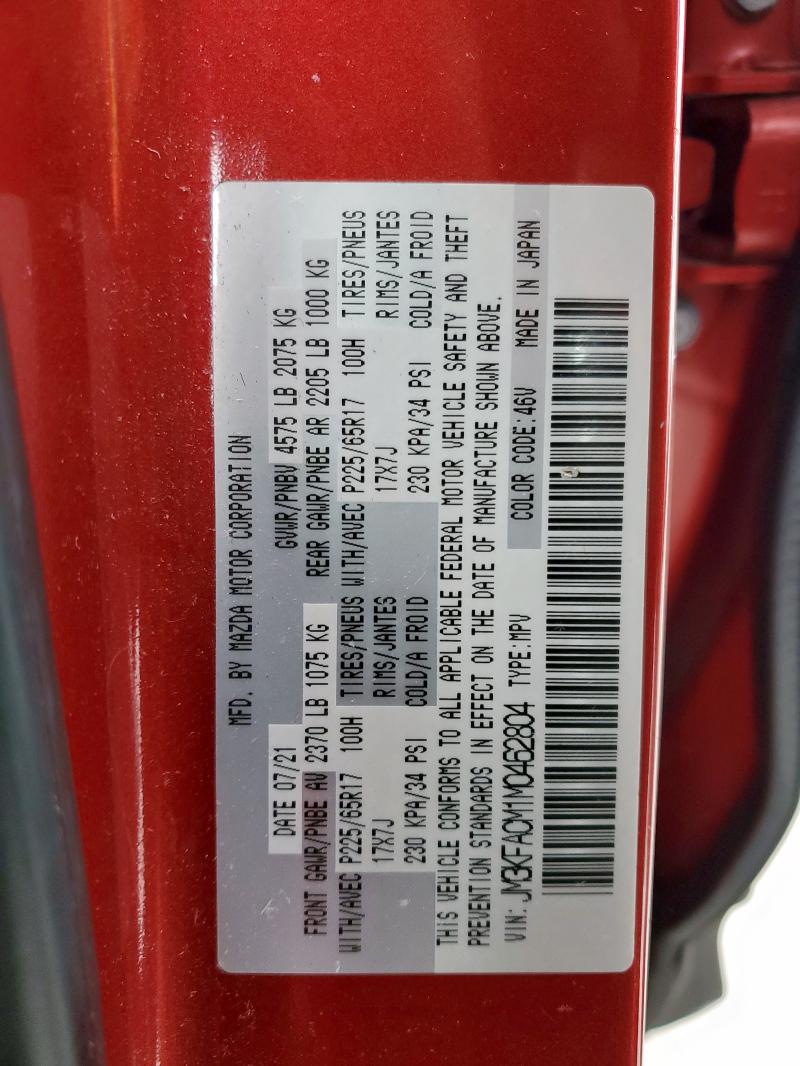 MFD. BY MAZDA MOTOR CORPORATION
DATE 07/21 GVWR/PNBV 4575 LB 2075 KG
FRONT GAWR/PNBE AV 2370 LB 1075 KG REAR GAWR/PNBE AR 2205 LB 1000 KG
WITH/AVEC P225/65R17 100H TIRES/PNEUS WITH/AVEC P225/65R17 100H TIRES/PNEUS
17X7J RIMS/JANTES 17X7J RIMS/JANTES
230 KPA/34 PSI COLD/A FROID 230 KPA/34 PSI COLD/A FROID
THIS VEHICLE CONFORMS TO ALL APPLICABLE FEDERAL MOTOR VEHICLE SAFETY AND THEFT
PREVENTION STANDARDS IN EFFECT ON THE DATE OF MANUFACTURE SHOWN ABOVE.
VIN: JM3KFACM1M0462804 TYPE:MPV COLOR CODE:46V MADE IN JAPAN